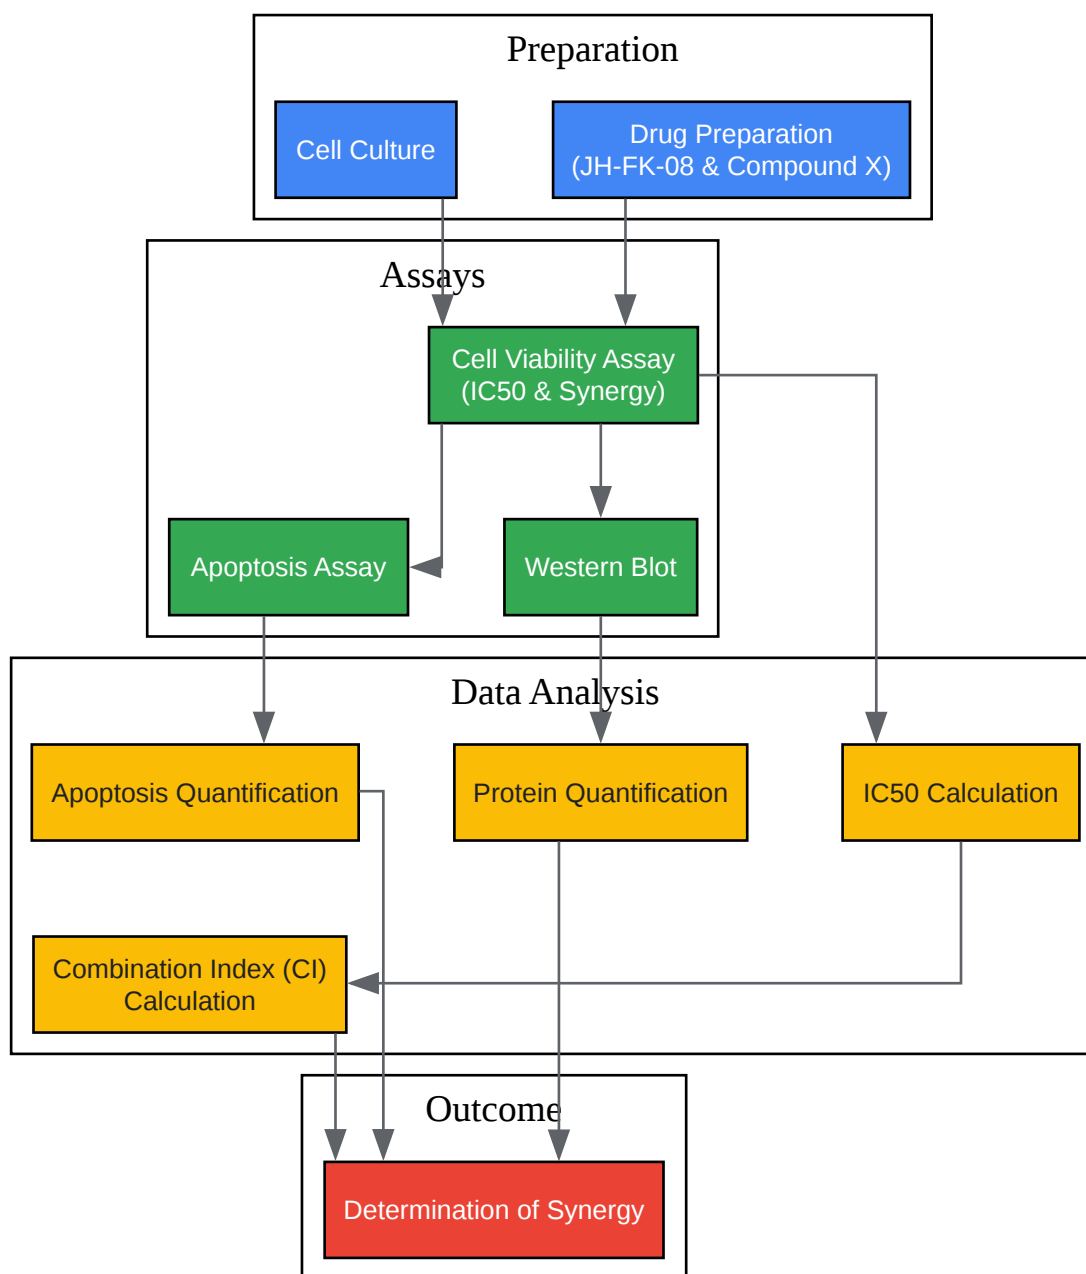 Preparation
Cell Culture
Drug Preparation
(JH-FK-08 & Compound X)
Assays
Cell Viability Assay
(IC50 & Synergy)
Apoptosis Assay
Western Blot
Data Analysis
Apoptosis Quantification
Protein Quantification
IC50 Calculation
Combination Index (CI)
Calculation
Outcome
Determination of Synergy